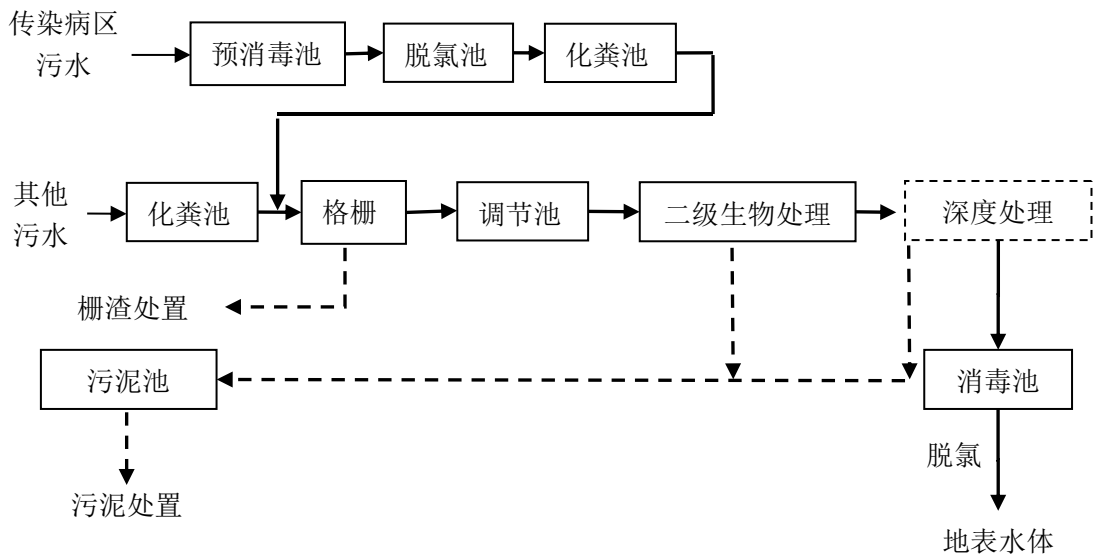 传染病区
污水
预消毒池
脱氯池
化粪池
其他
污水
化粪池
格栅
调节池
二级生物处理
深度处理
栅渣处置
污泥池
消毒池
脱氯
污泥处置
地表水体